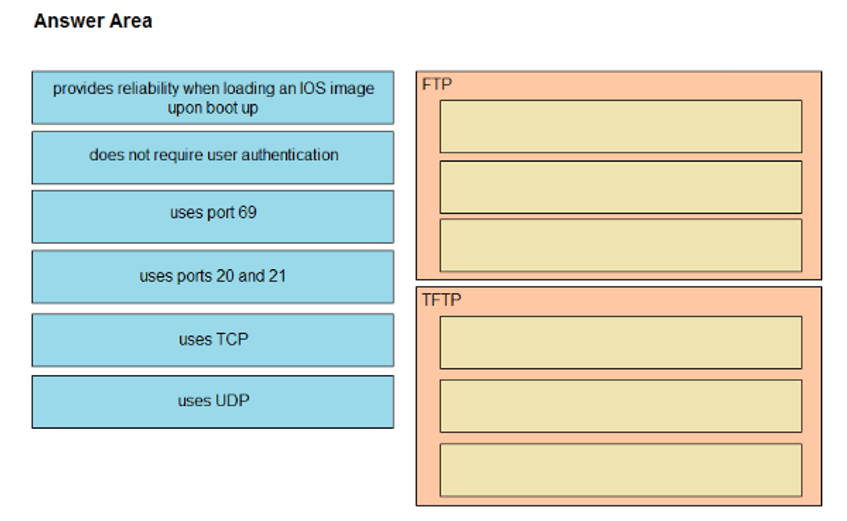 Answer Area
provides reliability when loading an IOS image
upon boot up
does not require user authentication
uses port 69
uses ports 20 and 21
uses TCP
uses UDP
FTP
TFTP